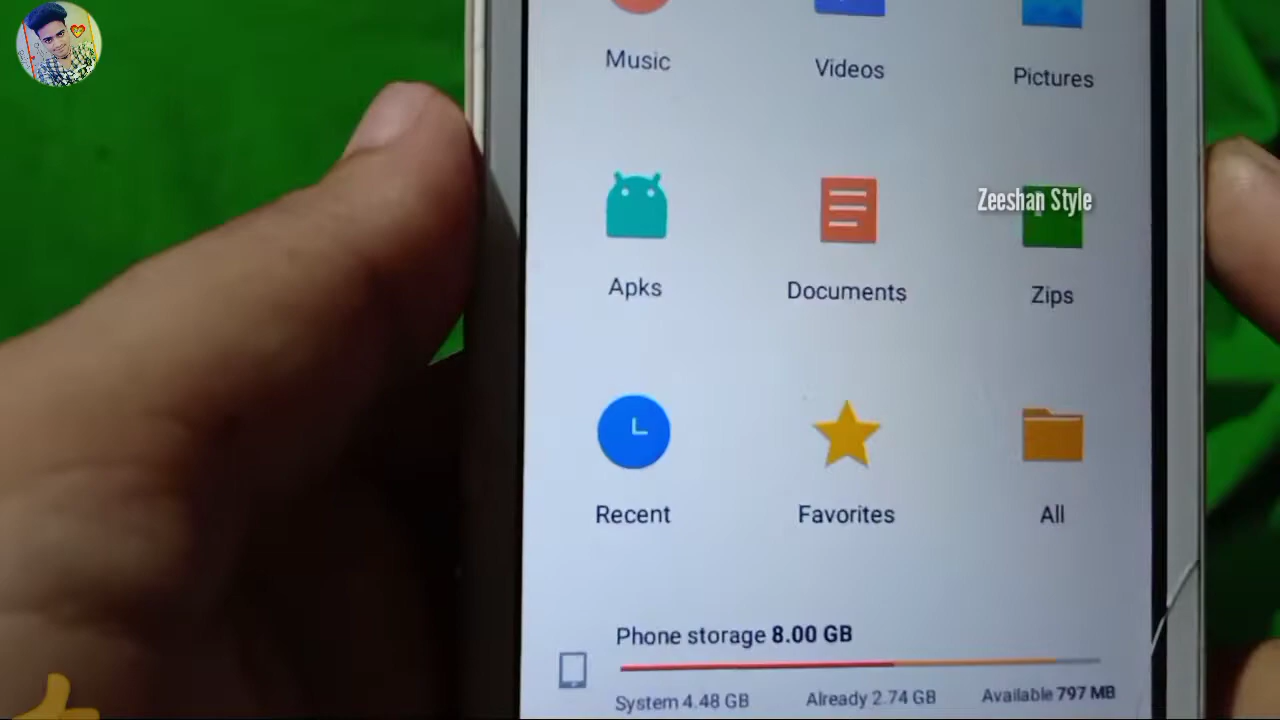 Music
Videos
Pictures
Zeeshan Style
Apks
Documents
Zips
Recent
Favorites
All
Phone storage 8.00 GB
System 4.48 GB
Already 2.74 GB
Available 797 MB